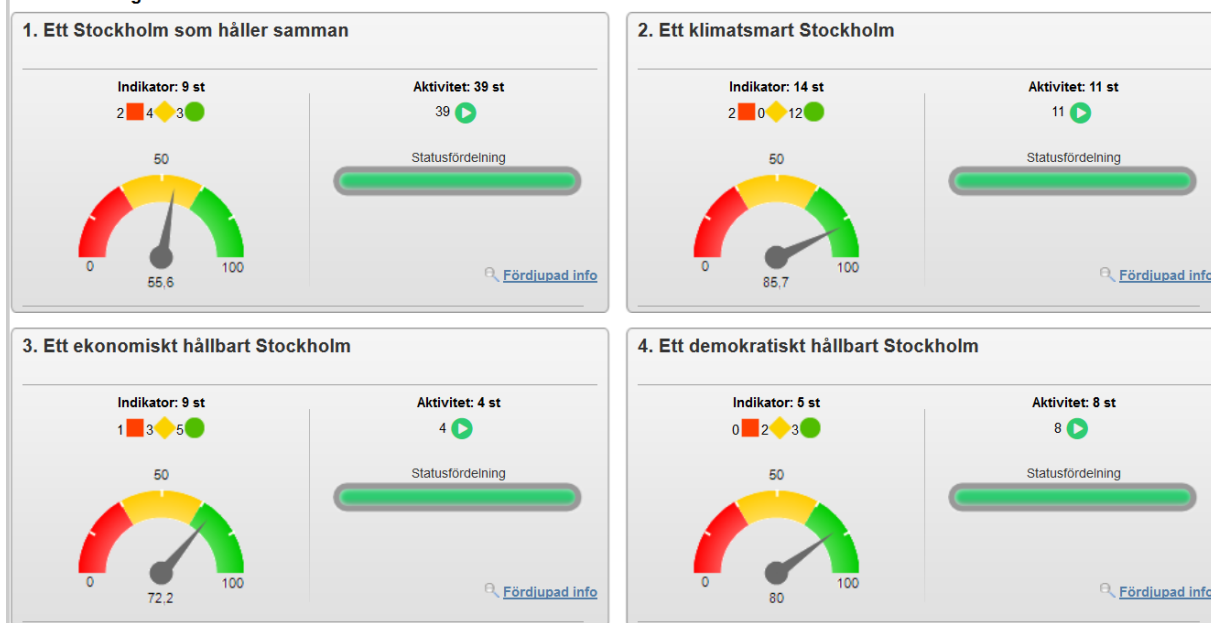 1. Ett Stockholm som håller samman
Indikator: 9 st
2 4 3
50
0
100
55,6
Aktivitet: 39 st
39
Statusfördelning
Fördjupad info
2. Ett klimatsmart Stockholm
Indikator: 14 st
2 0 12
50
0
100
85,7
Aktivitet: 11 st
11
Statusfördelning
Fördjupad info
3. Ett ekonomiskt hållbart Stockholm
Indikator: 9 st
1 3 5
50
0
100
72,2
Aktivitet: 4 st
4
Statusfördelning
Fördjupad info
4. Ett demokratiskt hållbart Stockholm
Indikator: 5 st
0 2 3
50
0
100
80
Aktivitet: 8 st
8
Statusfördelning
Fördjupad info